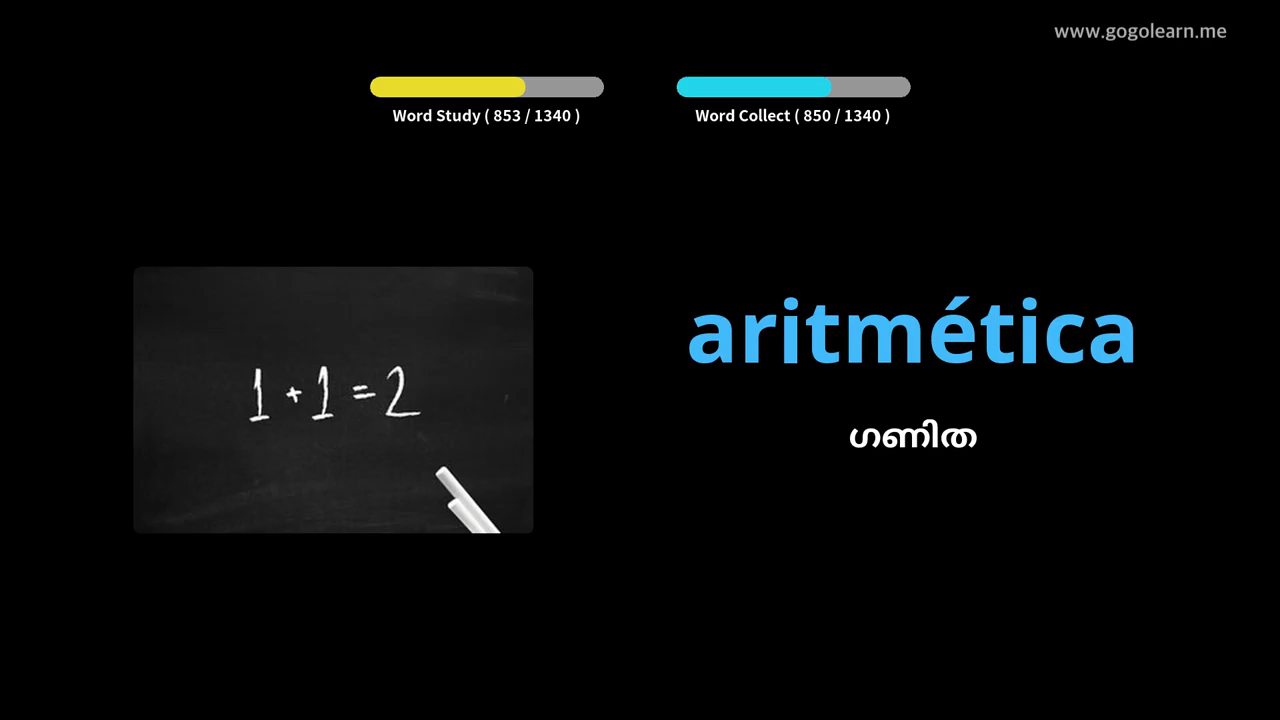 www.gogolearn.me
Word Study ( 853 / 1340 )
Word Collect ( 850 / 1340 )
aritmética
ഗണിത
1 + 1 = 2